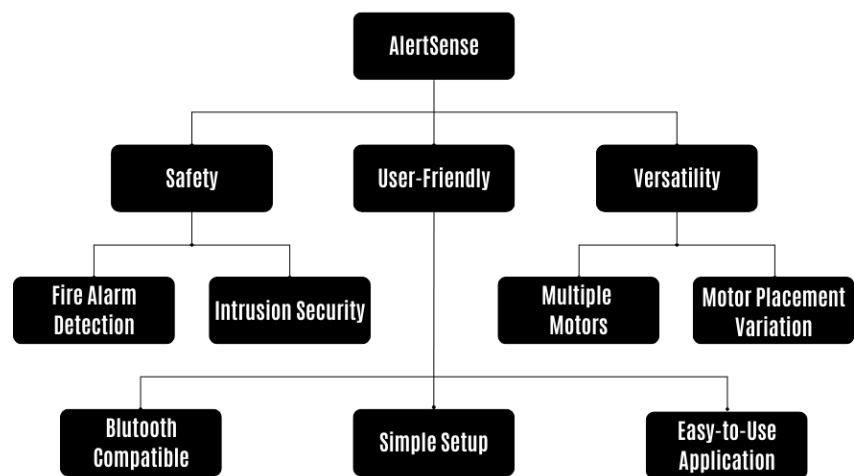 AlertSense
Safety
User-Friendly
Versatility
Fire Alarm
Detection
Intrusion Security
Multiple
Motors
Motor Placement
Variation
Blutooth
Compatible
Simple Setup
Easy-to-Use
Application